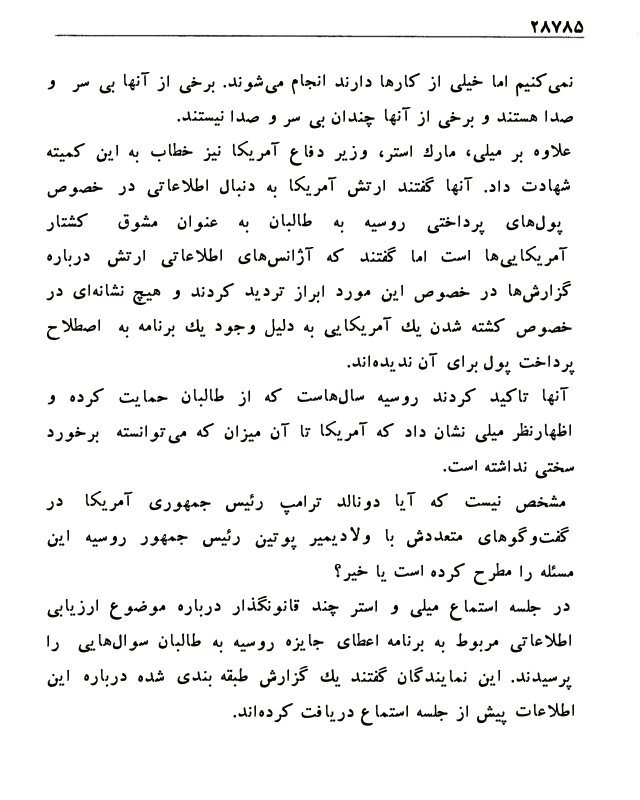 ۲۸۷۸۵
نمی‌کنیم اما خیلی از کارها دارند انجام می‌شوند. برخی از آنها بی سر و
صدا هستند و برخی از آنها چندان بی سر و صدا نیستند.
علاوه بر میلی، مارك استر، وزیر دفاع آمریکا نیز خطاب به این کمیته
شهادت داد. آنها گفتند ارتش آمریکا به دنبال اطلاعاتی در خصوص
پول‌های پرداختی روسیه به طالبان به عنوان مشوق کشتار
آمریکایی‌ها است اما گفتند که آژانس‌های اطلاعاتی ارتش درباره
گزارش‌ها در خصوص این مورد ابراز تردید کردند و هیچ نشانه‌ای در
خصوص کشته شدن یك آمریکایی به دلیل وجود یك برنامه به اصطلاح
پرداخت پول برای آن ندیده‌اند.
آنها تاکید کردند روسیه سال‌هاست که از طالبان حمایت کرده و
اظهارنظر میلی نشان داد که آمریکا تا آن میزان که می‌توانسته برخورد
سختی نداشته است.
مشخص نیست که آیا دونالد ترامپ رئیس جمهوری آمریکا در
گفت‌وگوهای متعددش با ولادیمیر پوتین رئیس جمهور روسیه این
مسئله را مطرح کرده است یا خیر؟
در جلسه استماع میلی و استر چند قانونگذار درباره موضوع ارزیابی
اطلاعاتی مربوط به برنامه اعطای جایزه روسیه به طالبان سوال‌هایی را
پرسیدند. این نمایندگان گفتند یك گزارش طبقه بندی شده درباره این
اطلاعات پیش از جلسه استماع دریافت کرده‌اند.